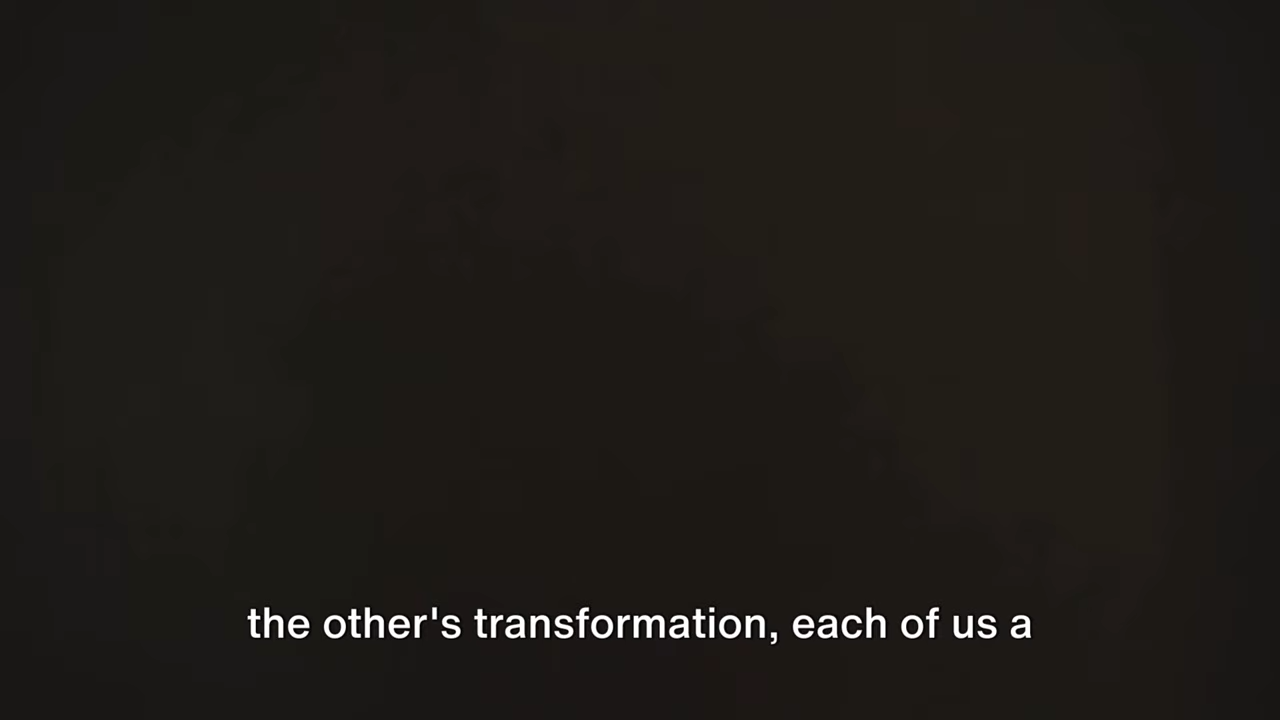 the other's transformation, each of us a